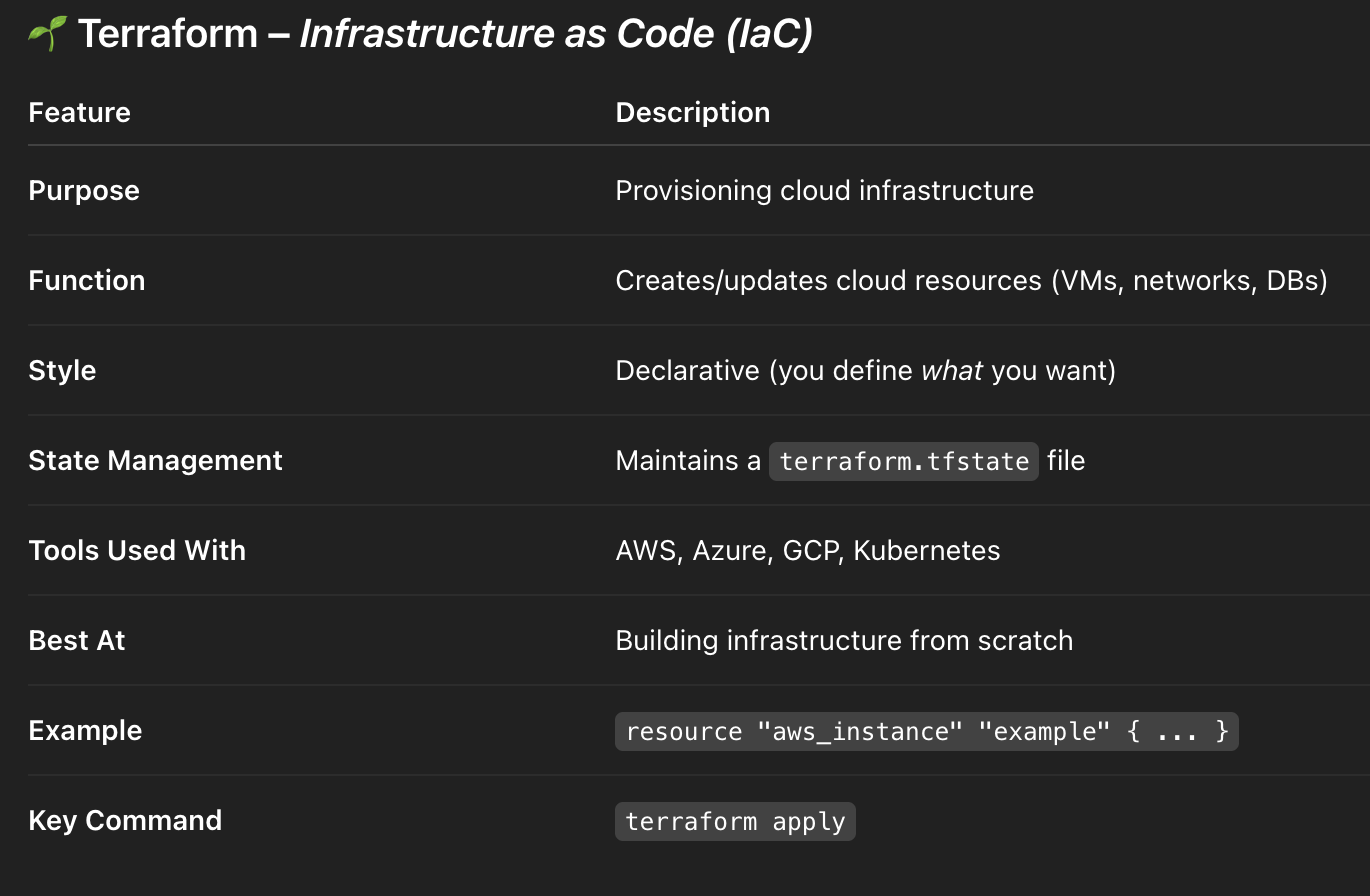 🌱 Terraform – Infrastructure as Code (IaC)
Feature Description
Purpose Provisioning cloud infrastructure
Function Creates/updates cloud resources (VMs, networks, DBs)
Style Declarative (you define what you want)
State Management Maintains a terraform.tfstate file
Tools Used With AWS, Azure, GCP, Kubernetes
Best At Building infrastructure from scratch
Example resource "aws_instance" "example" { ... }
Key Command terraform apply